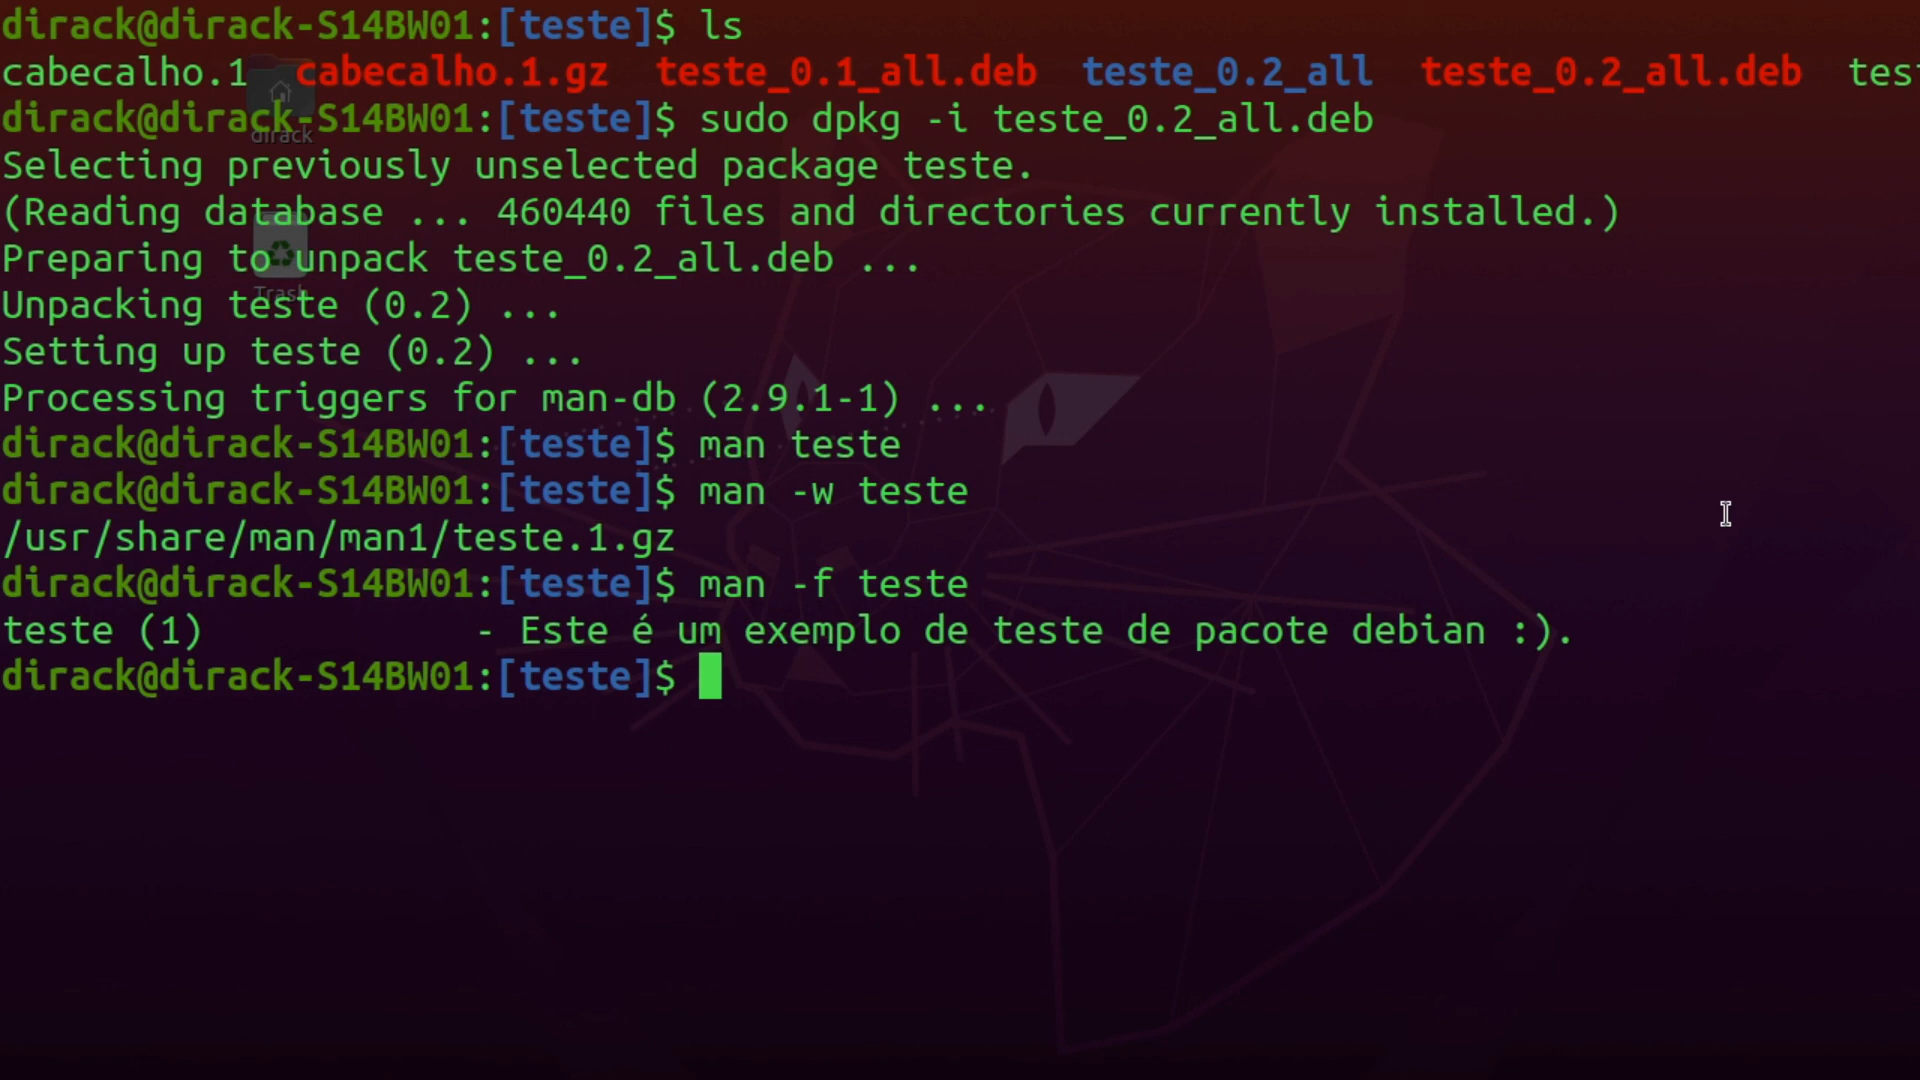 dirack@dirack-S14BW01:[teste]$ ls
cabecalho.1 cabecalho.1.gz teste_0.1_all.deb teste_0.2_all teste_0.2_all.deb tes
dirack
dirack@dirack-S14BW01:[teste]$ sudo dpkg -i teste_0.2_all.deb
Selecting previously unselected package teste.
(Reading database ... 460440 files and directories currently installed.)
Preparing to unpack teste_0.2_all.deb ...
Trash
Unpacking teste (0.2) ...
Setting up teste (0.2) ...
Processing triggers for man-db (2.9.1-1) ...
dirack@dirack-S14BW01:[teste]$ man teste
dirack@dirack-S14BW01:[teste]$ man -w teste
/usr/share/man/man1/teste.1.gz
dirack@dirack-S14BW01:[teste]$ man -f teste
teste (1)            - Este é um exemplo de teste de pacote debian :).
dirack@dirack-S14BW01:[teste]$